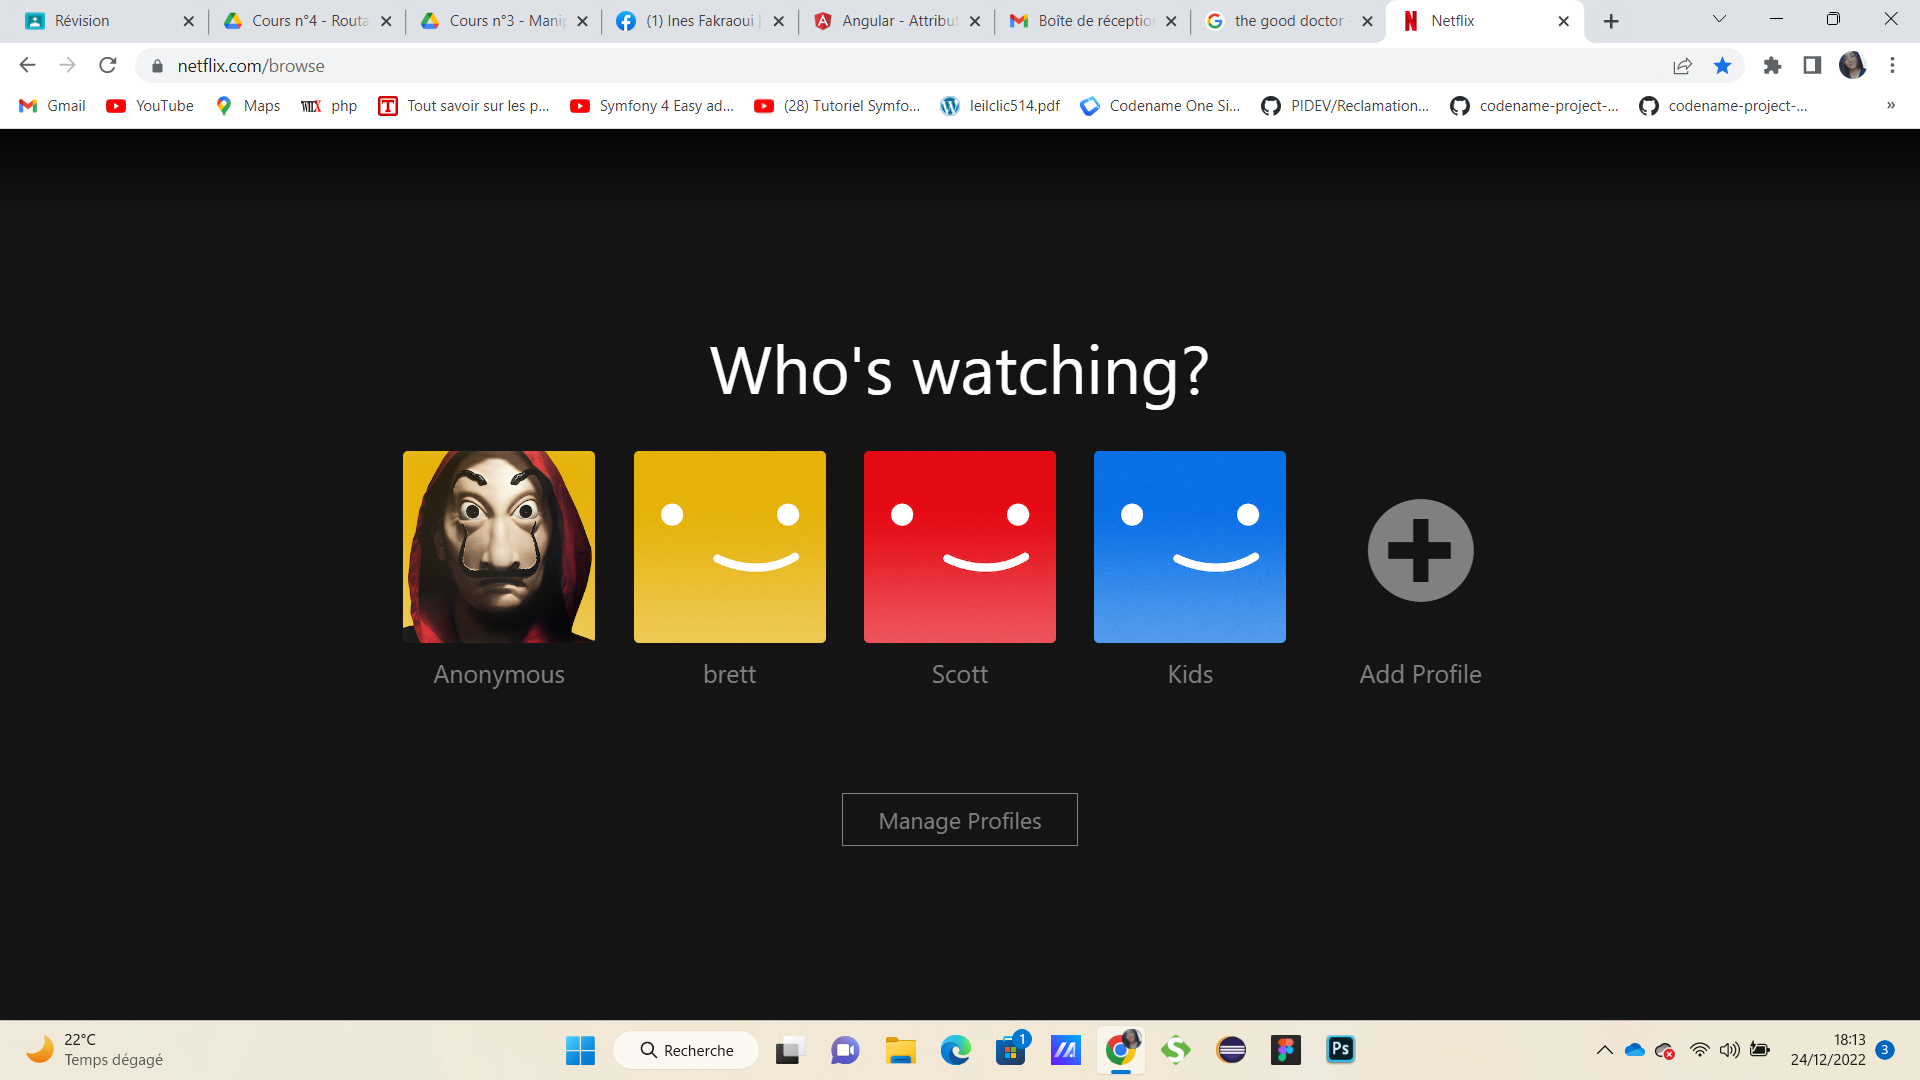 Révision
Cours n°4 - Routa
Cours n°3 - Mani
(1) Ines Fakraoui |
Angular - Attribut
Boîte de réception
the good doctor -
Netflix
netflix.com/browse
Gmail
YouTube
Maps
php
Tout savoir sur les p...
Symfony 4 Easy ad...
(28) Tutoriel Symfo...
leilclic514.pdf
Codename One Si...
PIDEV/Reclamation...
codename-project-...
codename-project-...
»
Who's watching?
Anonymous
brett
Scott
Kids
Add Profile
Manage Profiles
22°C
Temps dégagé
Recherche
1
Ps
18:13
24/12/2022
3